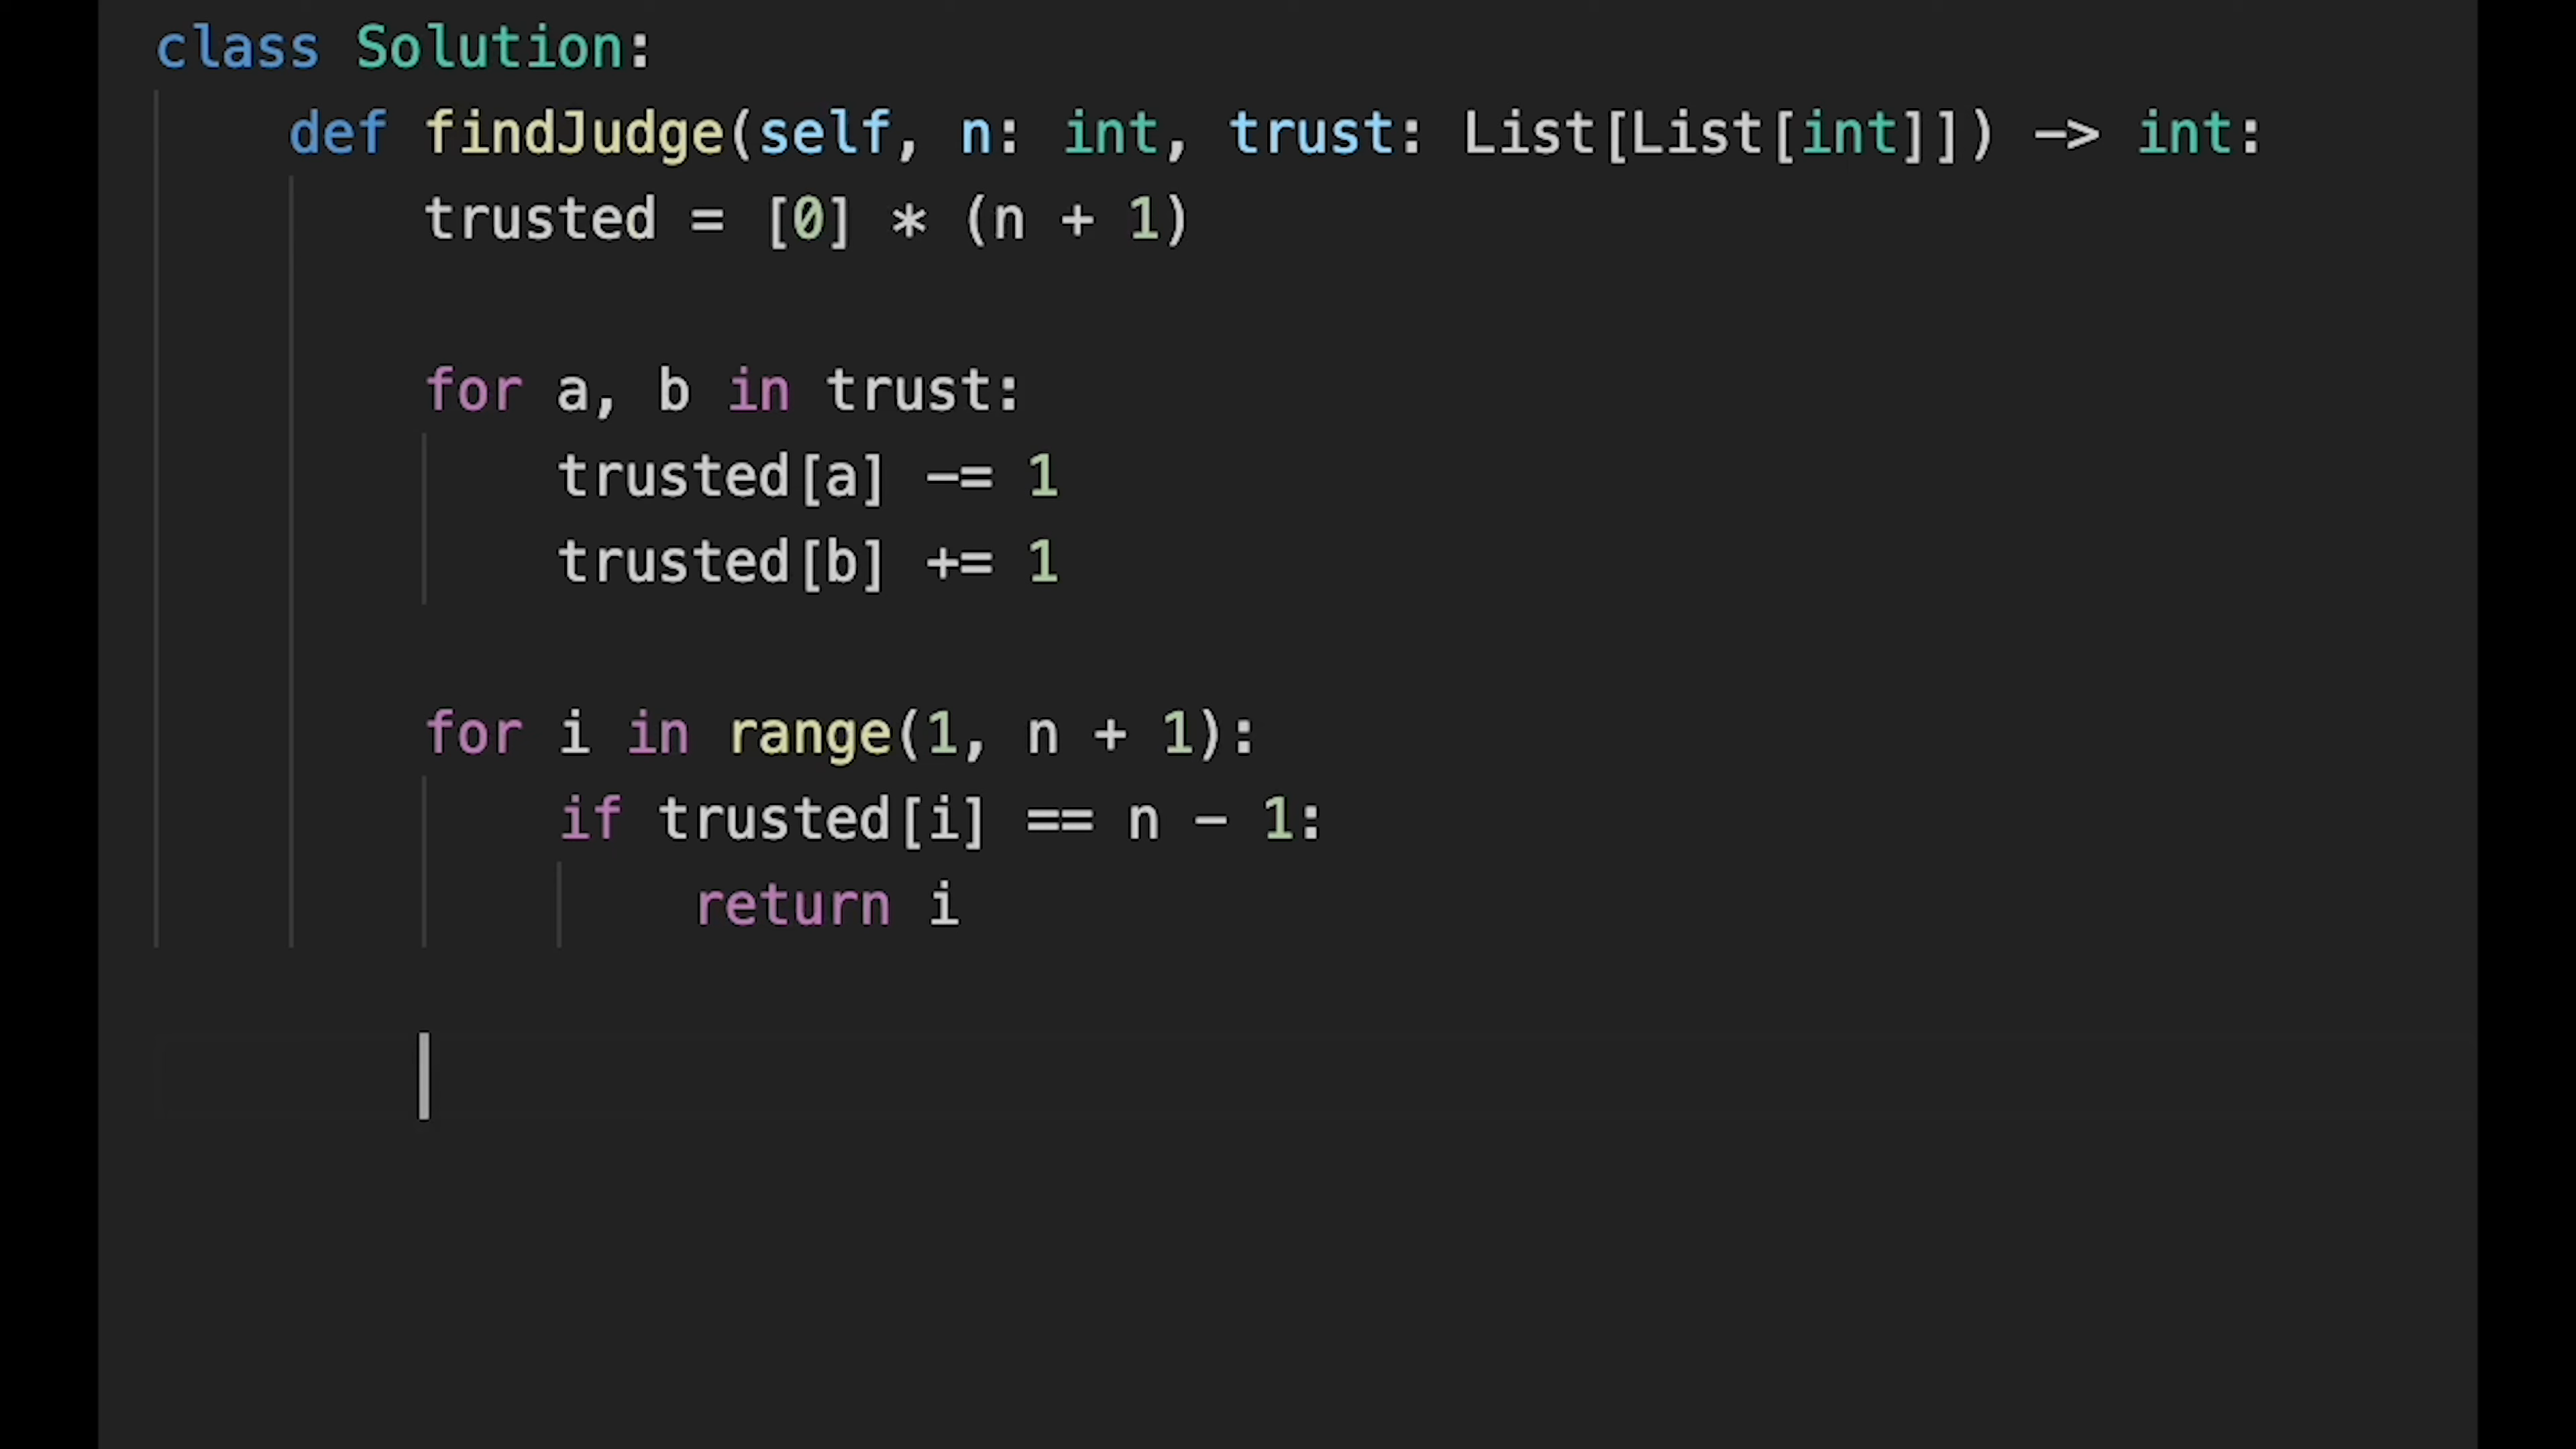 class Solution:
    def findJudge(self, n: int, trust: List[List[int]]) -> int:
        trusted = [0] * (n + 1)

        for a, b in trust:
            trusted[a] -= 1
            trusted[b] += 1

        for i in range(1, n + 1):
            if trusted[i] == n - 1:
                return i